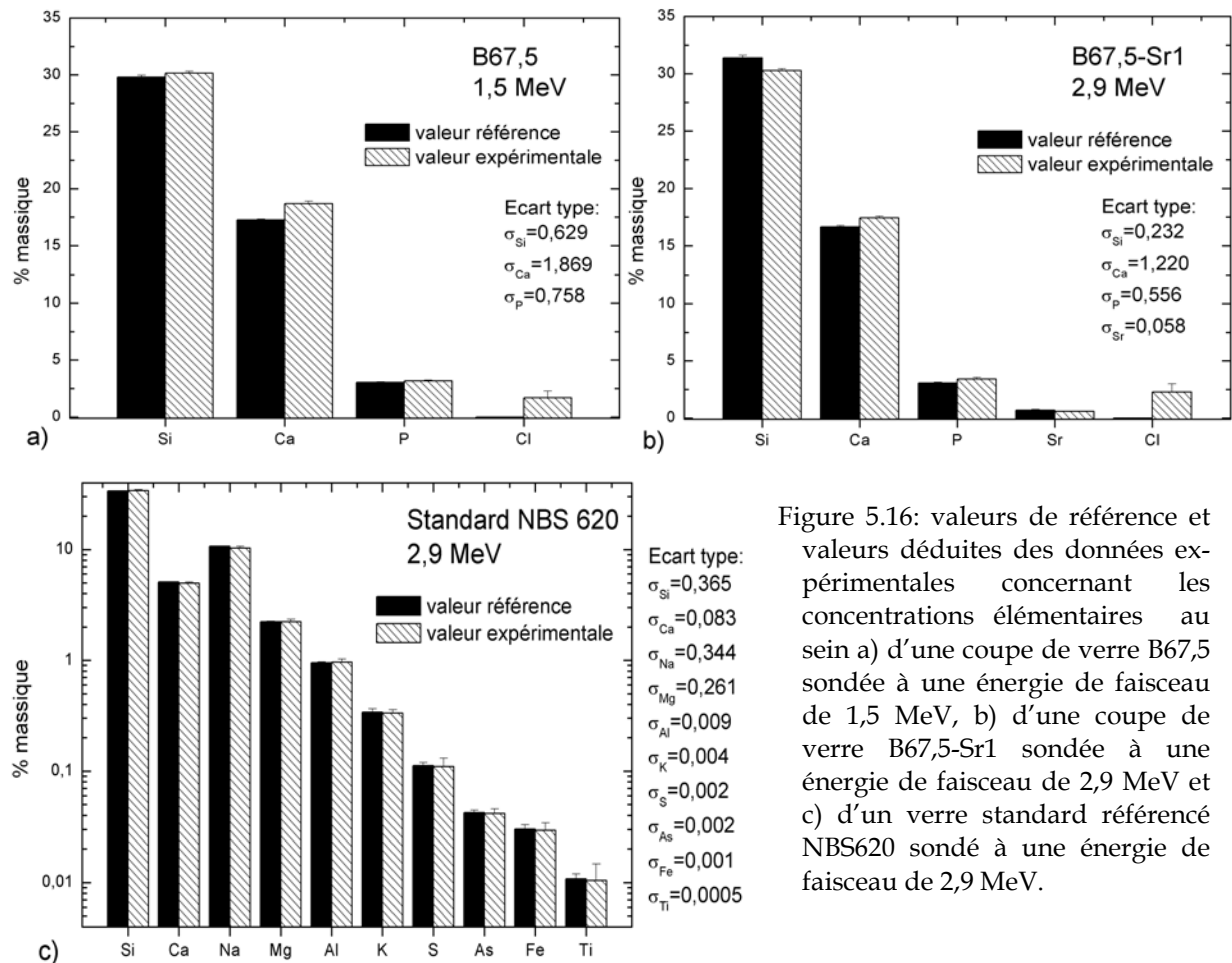 B67,5
1,5 MeV
valeur référence
valeur expérimentale
Ecart type:
σSi=0,629
σCa=1,869
σP=0,758
% massique
35
30
25
20
15
10
5
0
Si Ca P Cl
a)
B67,5-Sr1
2,9 MeV
valeur référence
valeur expérimentale
Ecart type:
σSi=0,232
σCa=1,220
σP=0,556
σSr=0,058
% massique
35
30
25
20
15
10
5
0
Si Ca P Sr Cl
b)
Standard NBS 620
2,9 MeV
valeur référence
valeur expérimentale
Ecart type:
σSi=0,365
σCa=0,083
σNa=0,344
σMg=0,261
σAl=0,009
σK=0,004
σS=0,002
σAs=0,002
σFe=0,001
σTi=0,0005
% massique
10
1
0,1
0,01
Si Ca Na Mg Al K S As Fe Ti
c)
Figure 5.16: valeurs de référence et
valeurs déduites des données ex-
périmentales concernant les
concentrations élémentaires au
sein a) d’une coupe de verre B67,5
sondée à une énergie de faisceau
de 1,5 MeV, b) d’une coupe de
verre B67,5-Sr1 sondée à une
énergie de faisceau de 2,9 MeV et
c) d’un verre standard référencé
NBS620 sondé à une énergie de
faisceau de 2,9 MeV.